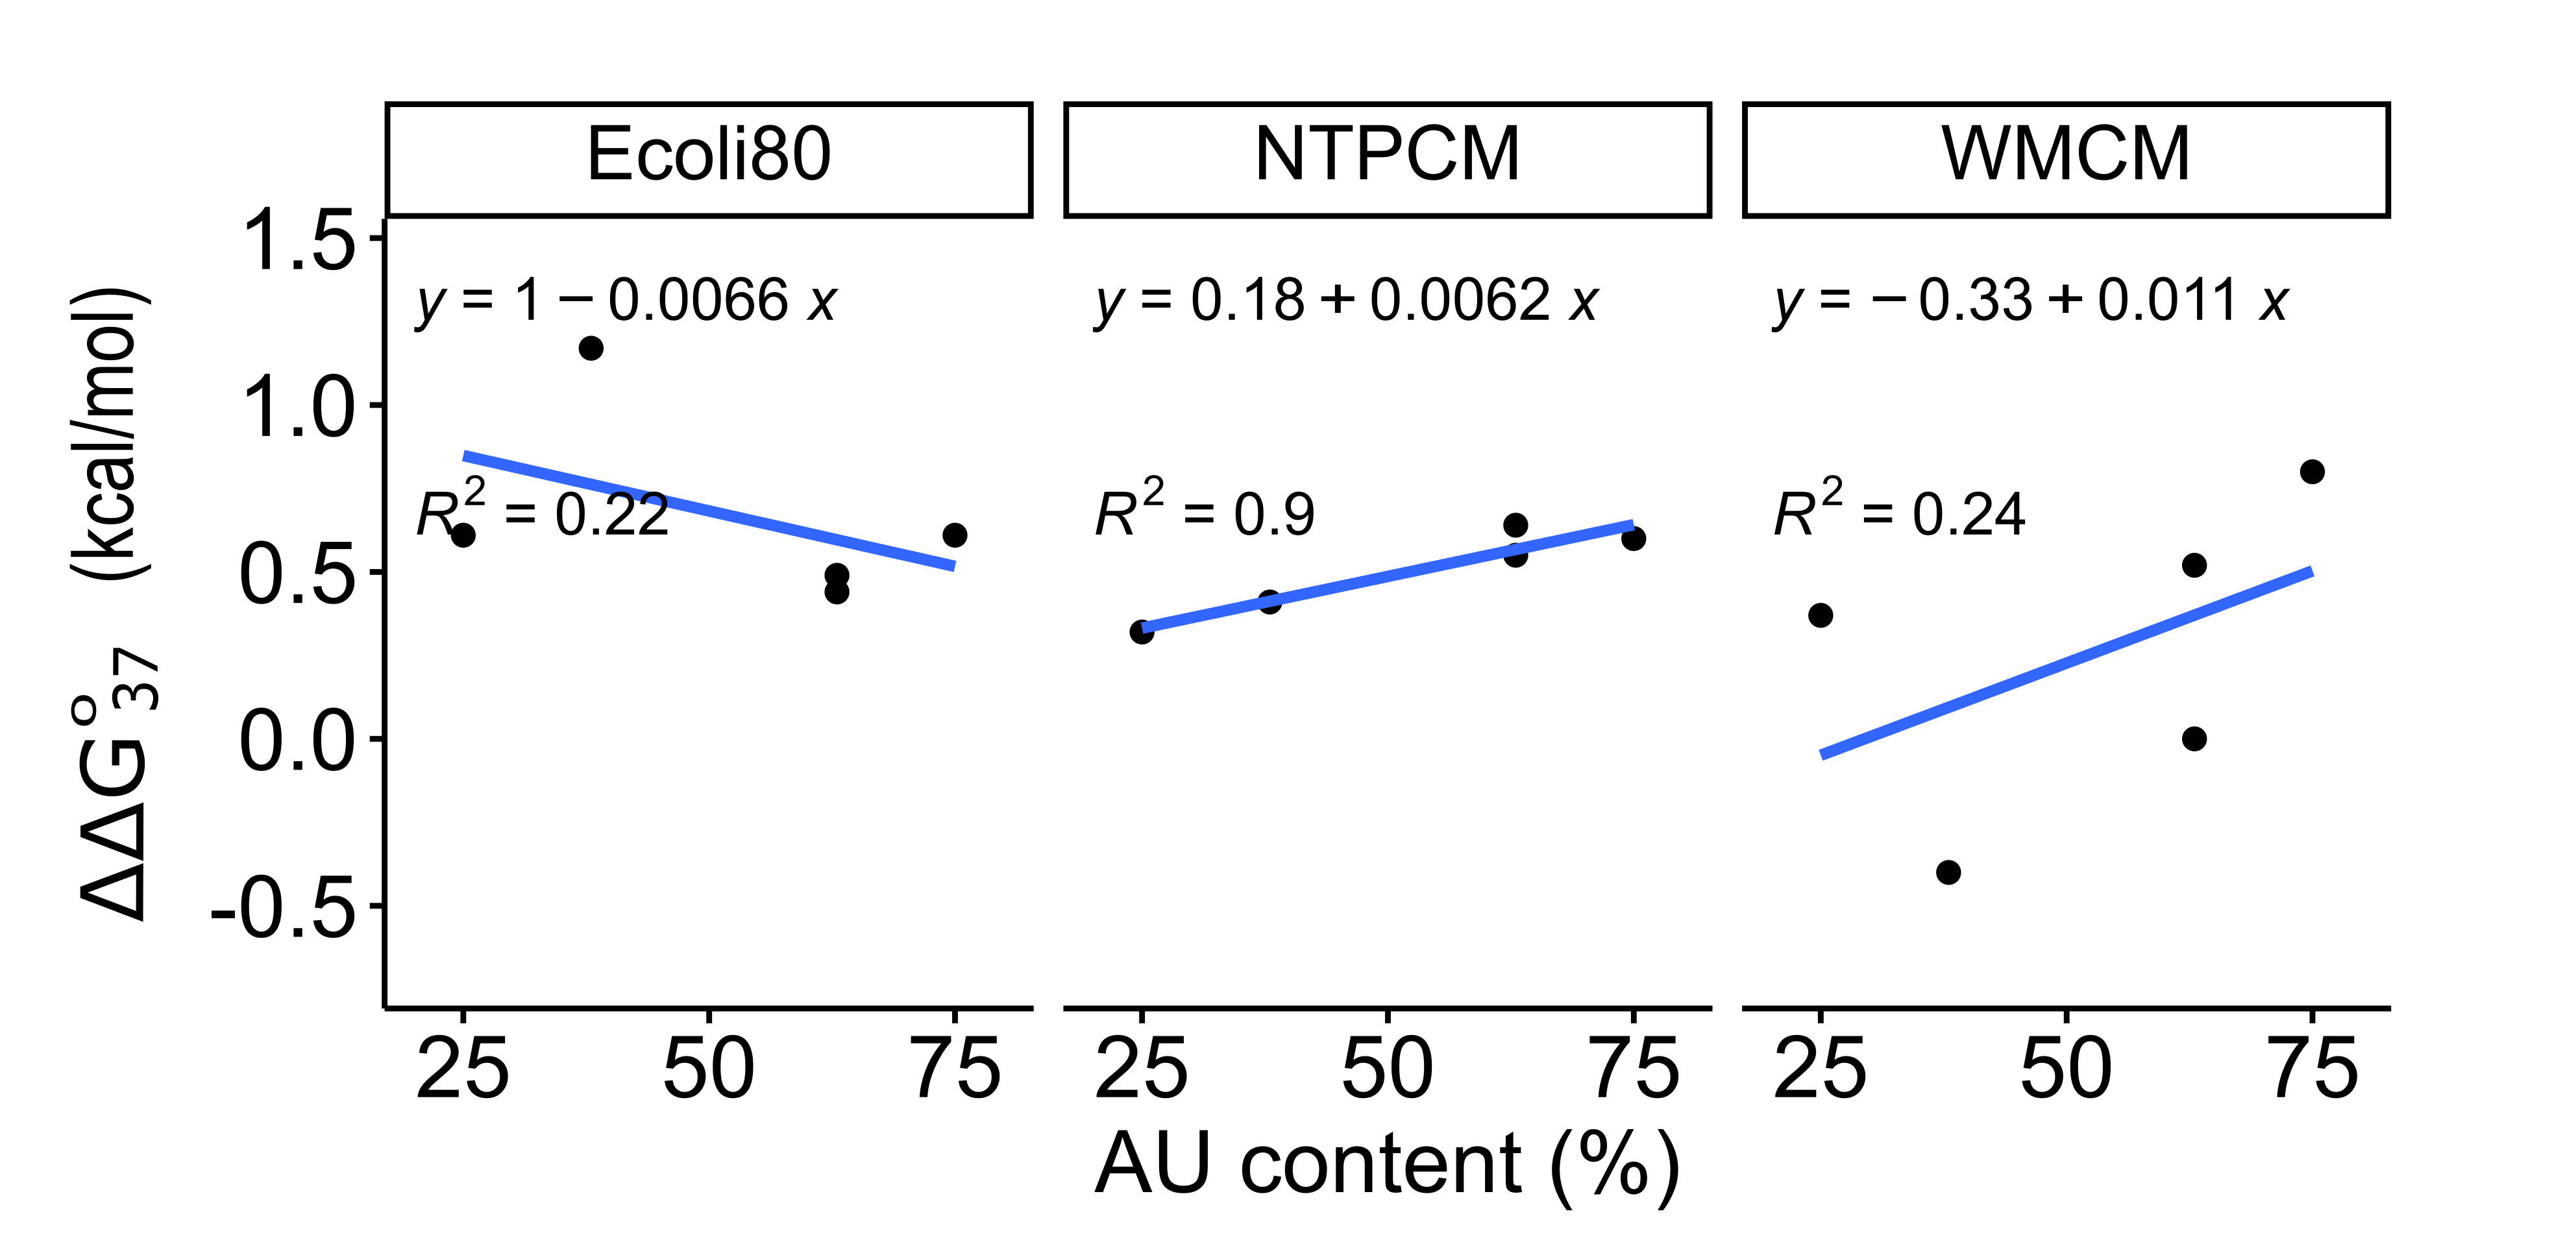 Ecoli80 NTPCM WMCM
y = 1 − 0.0066 x
y = 0.18 + 0.0062 x
y = − 0.33 + 0.011 x
R² = 0.22
R² = 0.9
R² = 0.24
1.5
1.0
0.5
0.0
-0.5
ΔΔG°37 (kcal/mol)
25 50 75 25 50 75 25 50 75
AU content (%)